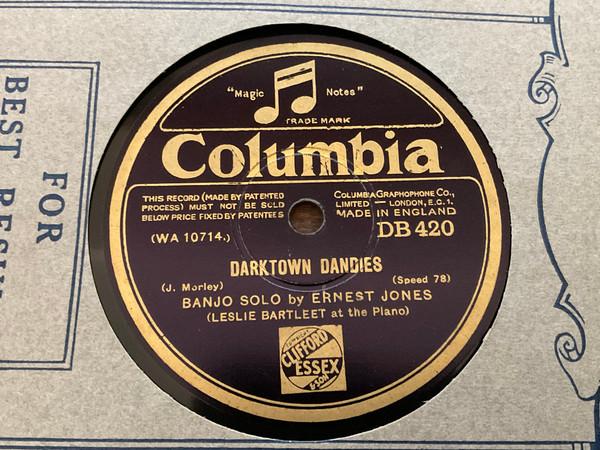 "Magic Notes"
TRADE MARK
Columbia
THIS RECORD (MADE BY PATENTED
PROCESS) MUST NOT BE SOLD
BELOW PRICE FIXED BY PATENTEES
COLUMBIA GRAPHOPHONE CO.,
LIMITED — LONDON, E.C.1,
MADE IN ENGLAND
(WA 10714.)
DB 420
DARKTOWN DANDIES
(J. Morley)
(Speed 78)
BANJO SOLO by ERNEST JONES
(LESLIE BARTLEET at the Piano)
CLIFFORD
ESSEX
& SON
FOR
BEST